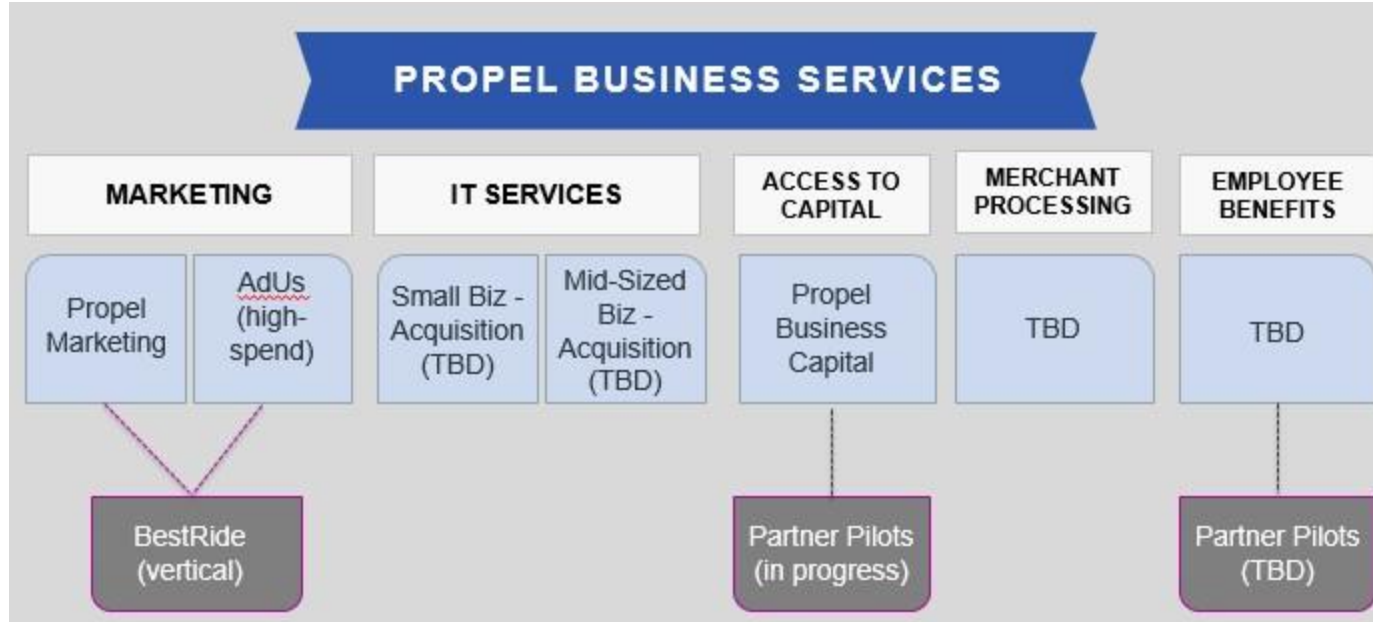 PROPEL BUSINESS SERVICES
MARKETING
IT SERVICES
ACCESS TO
CAPITAL
MERCHANT
PROCESSING
EMPLOYEE
BENEFITS
Propel
Marketing
AdUs
(high-
spend)
Small Biz -
Acquisition
(TBD)
Mid-Sized
Biz -
Acquisition
(TBD)
Propel
Business
Capital
TBD
TBD
BestRide
(vertical)
Partner Pilots
(in progress)
Partner Pilots
(TBD)